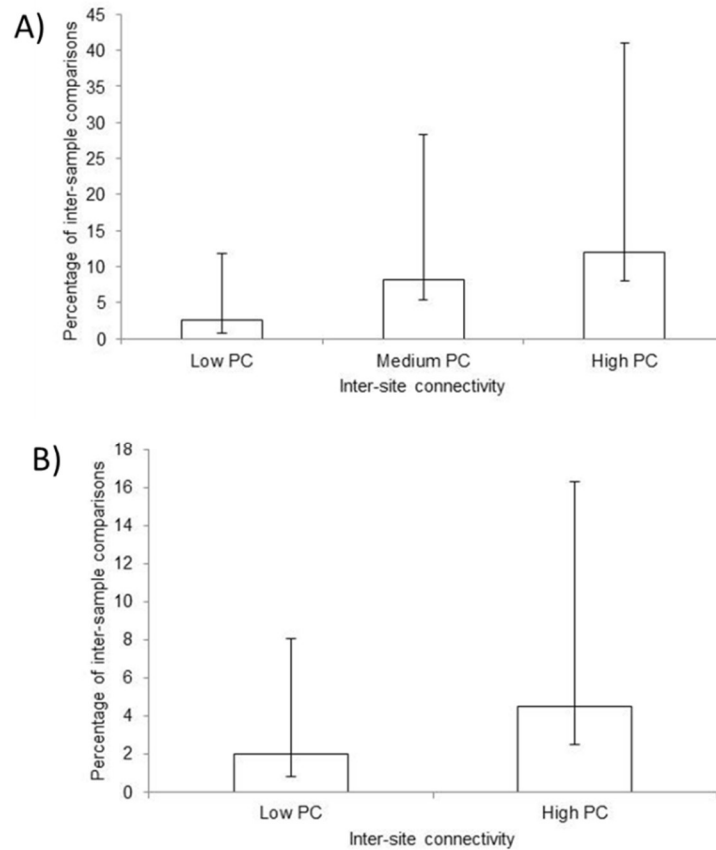 A)
Percentage of inter-sample comparisons
45
40
35
30
25
20
15
10
5
0
Low PC Medium PC High PC
Inter-site connectivity
B)
Percentage of inter-sample comparisons
18
16
14
12
10
8
6
4
2
0
Low PC High PC
Inter-site connectivity